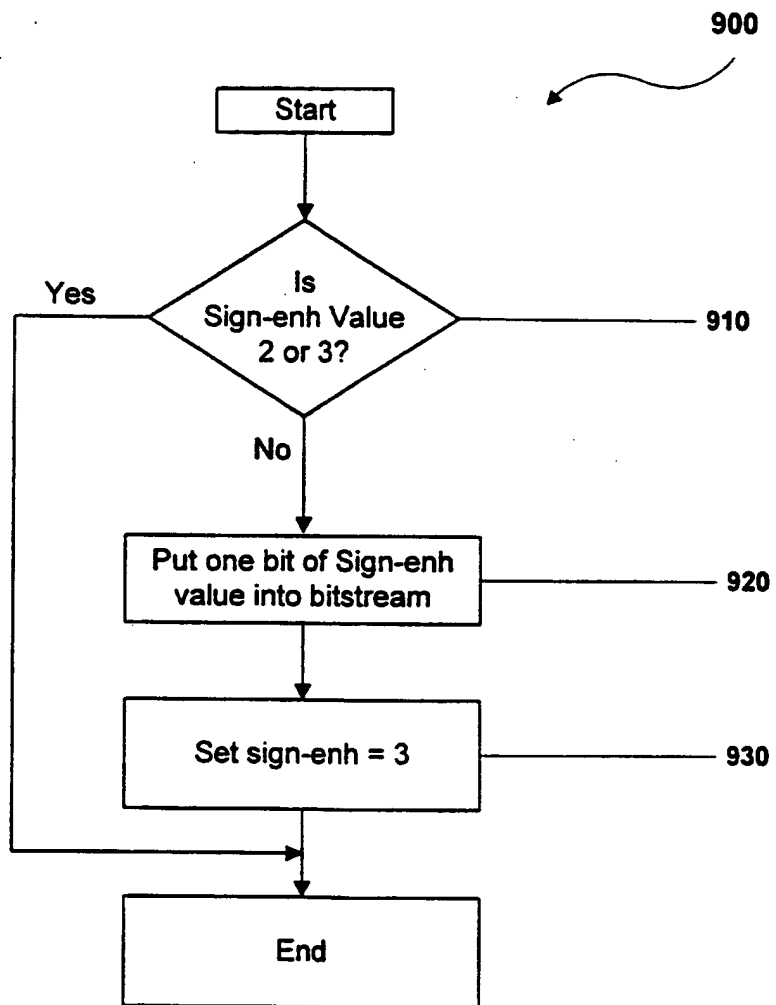 900
Start
Is
Sign-enh Value
2 or 3?
Yes
910
No
Put one bit of Sign-enh
value into bitstream
920
Set sign-enh = 3
930
End